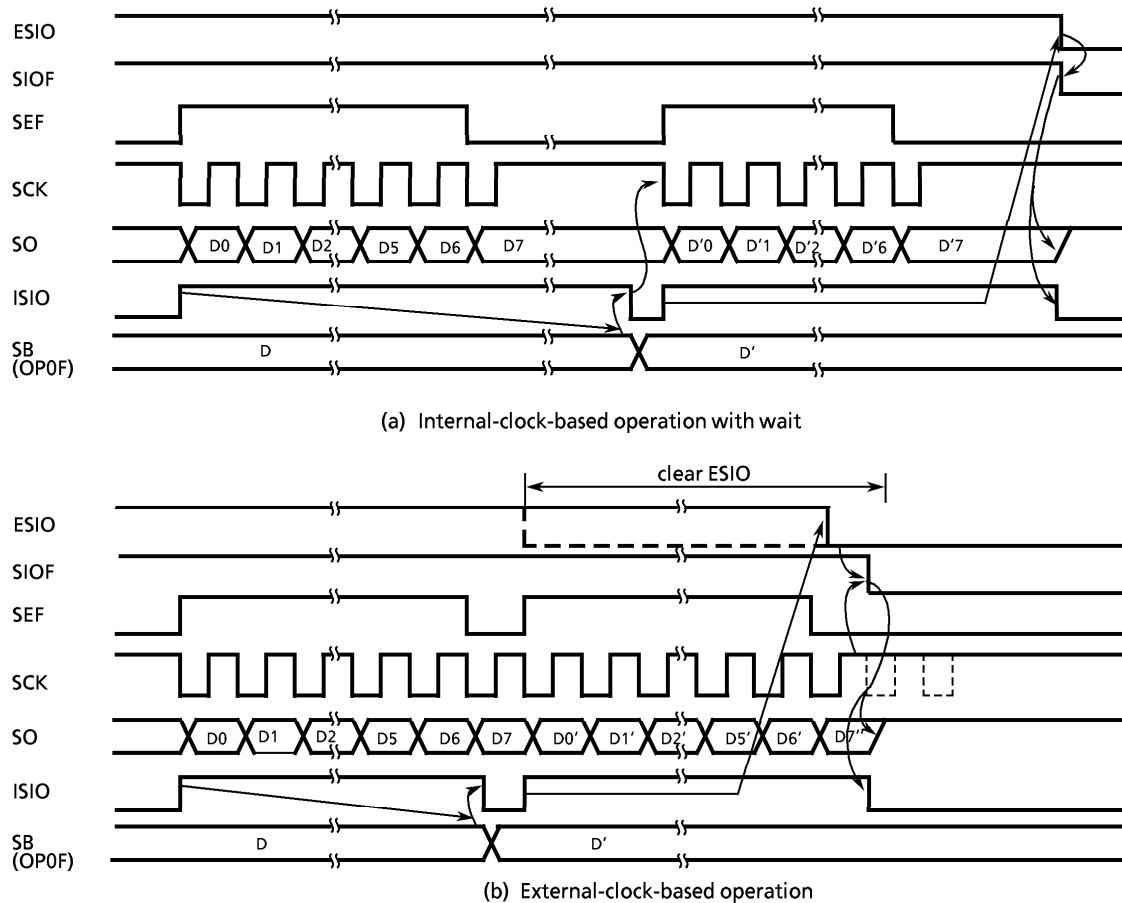 ESIO
SIOF
SEF
SCK
SO D0 D1 D2 D5 D6 D7 D'0 D'1 D'2 D'6 D'7
ISIO
SB
(OP0F) D D'
(a) Internal-clock-based operation with wait
clear ESIO
ESIO
SIOF
SEF
SCK
SO D0 D1 D2 D5 D6 D7 D0' D1' D2' D5' D6' D7''
ISIO
SB
(OP0F) D D'
(b) External-clock-based operation